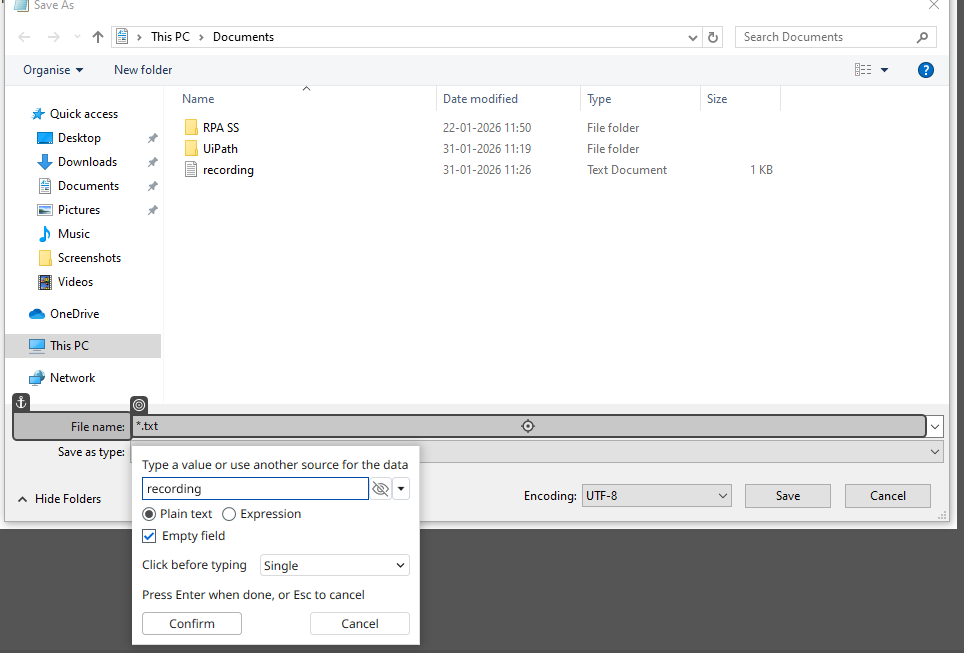 Save As
This PC > Documents
Search Documents
Organise New folder
?
Name Date modified Type Size
Quick access
Desktop
Downloads
Documents
Pictures
Music
Screenshots
Videos
OneDrive
This PC
Network
RPA SS 22-01-2026 11:50 File folder
UiPath 31-01-2026 11:19 File folder
recording 31-01-2026 11:26 Text Document 1 KB
File name: *.txt
Save as type:
Type a value or use another source for the data
recording
Plain text Expression
Empty field
Click before typing Single
Press Enter when done, or Esc to cancel
Confirm Cancel
Hide Folders
Encoding: UTF-8 Save Cancel